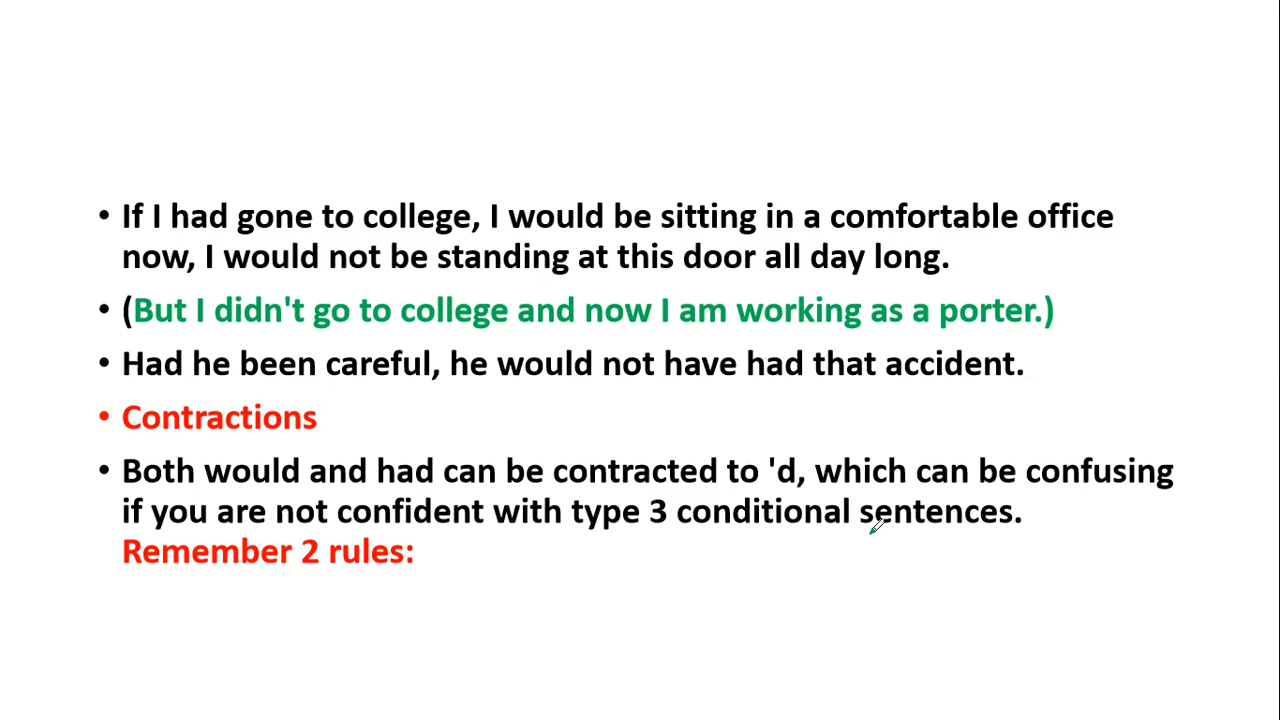 • If I had gone to college, I would be sitting in a comfortable office
now, I would not be standing at this door all day long.
• (But I didn't go to college and now I am working as a porter.)
• Had he been careful, he would not have had that accident.
• Contractions
• Both would and had can be contracted to 'd, which can be confusing
if you are not confident with type 3 conditional sentences.
Remember 2 rules: